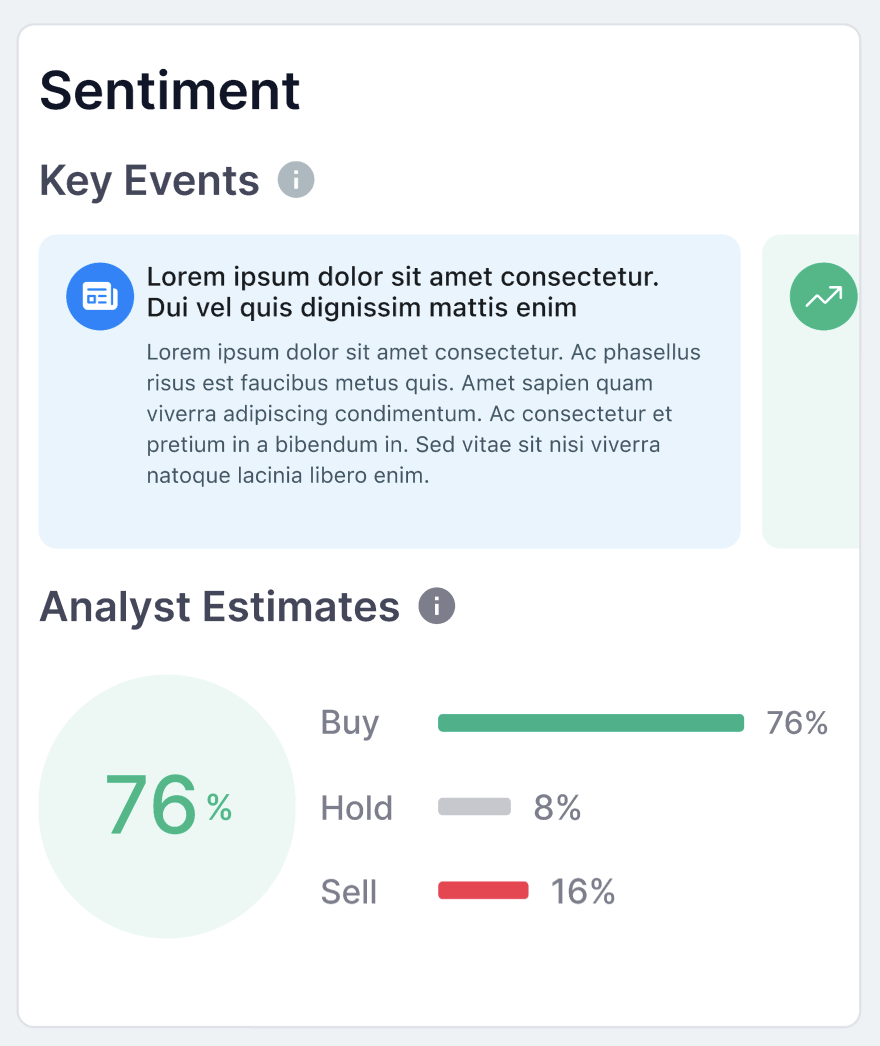 Sentiment
Key Events
Lorem ipsum dolor sit amet consectetur.
Dui vel quis dignissim mattis enim
Lorem ipsum dolor sit amet consectetur. Ac phasellus
risus est faucibus metus quis. Amet sapien quam
viverra adipiscing condimentum. Ac consectetur et
pretium in a bibendum in. Sed vitae sit nisi viverra
natoque lacinia libero enim.
Analyst Estimates
76%
Buy 76%
Hold 8%
Sell 16%